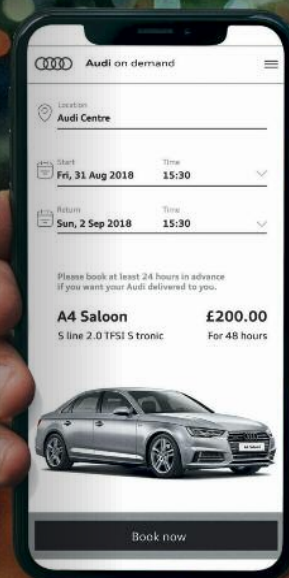 Audi on demand
Location
Audi Centre
Start
Time
Fri, 31 Aug 2018
15:30
Return
Time
Sun, 2 Sep 2018
15:30
Please book at least 24 hours in advance
if you want your Audi delivered to you.
A4 Saloon
£200.00
S line 2.0 TFSI S tronic
For 48 hours
Book now